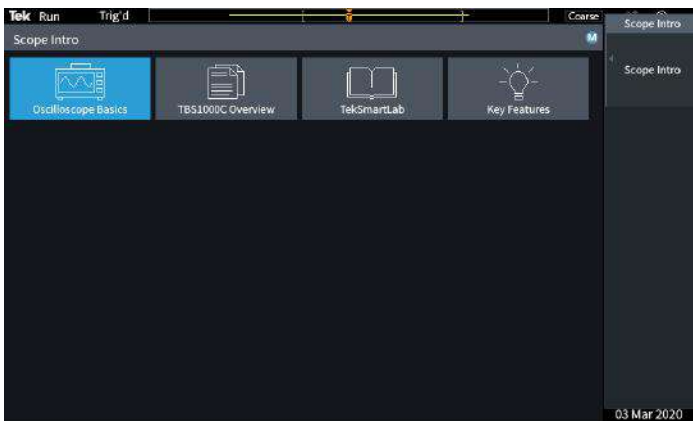 Tek Run Trig'd Coarse
Scope Intro
Scope Intro
M
Scope Intro
Oscilloscope Basics
TBS1000C Overview
TekSmartLab
Key Features
03 Mar 2020